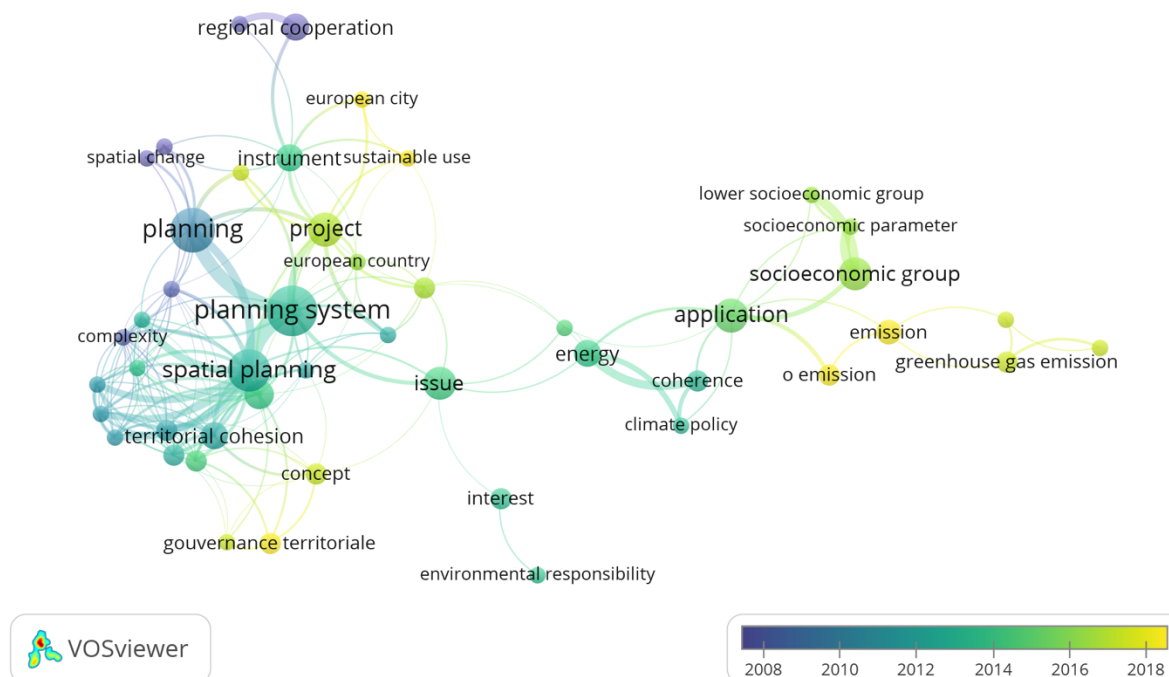 regional cooperation
european city
spatial change
instrument
sustainable use
lower socioeconomic group
planning
project
socioeconomic parameter
european country
socioeconomic group
planning system
application
complexity
emission
energy
greenhouse gas emission
spatial planning
issue
coherence
o emission
climate policy
territorial cohesion
concept
interest
gouvernance territoriale
environmental responsibility
VOSviewer
2008 2010 2012 2014 2016 2018